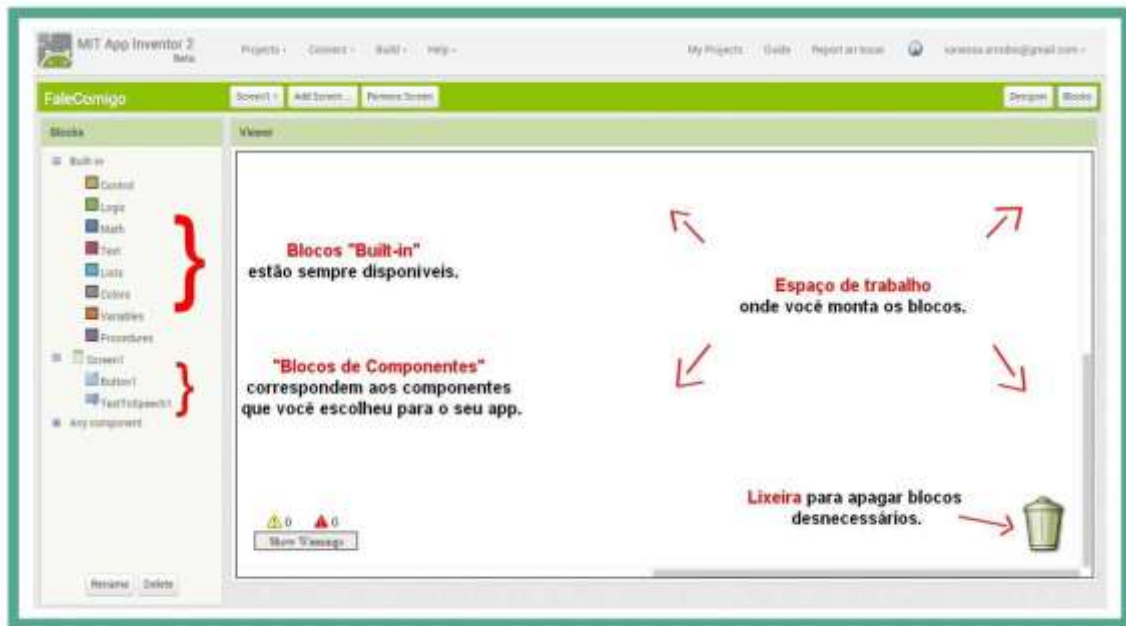 MIT App Inventor 2
Beta
Projects Connect Build Help
My Projects Guide Report an Issue
FaleComigo
Screen1 Add Screen ... Remove Screen
Designer Blocks
Blocks
Viewer
Built-in
Control
Logic
Math
Text
Lists
Colors
Variables
Procedures
Screen1
Button1
TextToSpeech1
Any component
Rename Delete
Blocos "Built-in"
estão sempre disponiveis.
"Blocos de Componentes"
correspondem aos componentes
que você escolheu para o seu app.
0 0
Show Warnings
Espaço de trabalho
onde você monta os blocos.
Lixeira para apagar blocos
desnecessários.